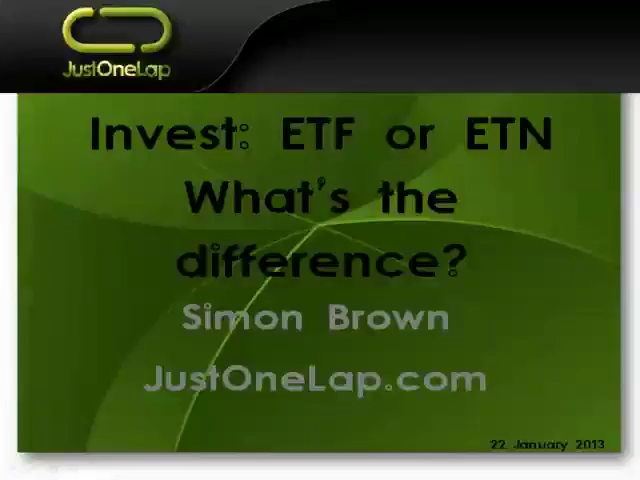 JustOneLap
Invest: ETF or ETN
What's the
difference?
Simon Brown
JustOneLap.com
22 January 2013